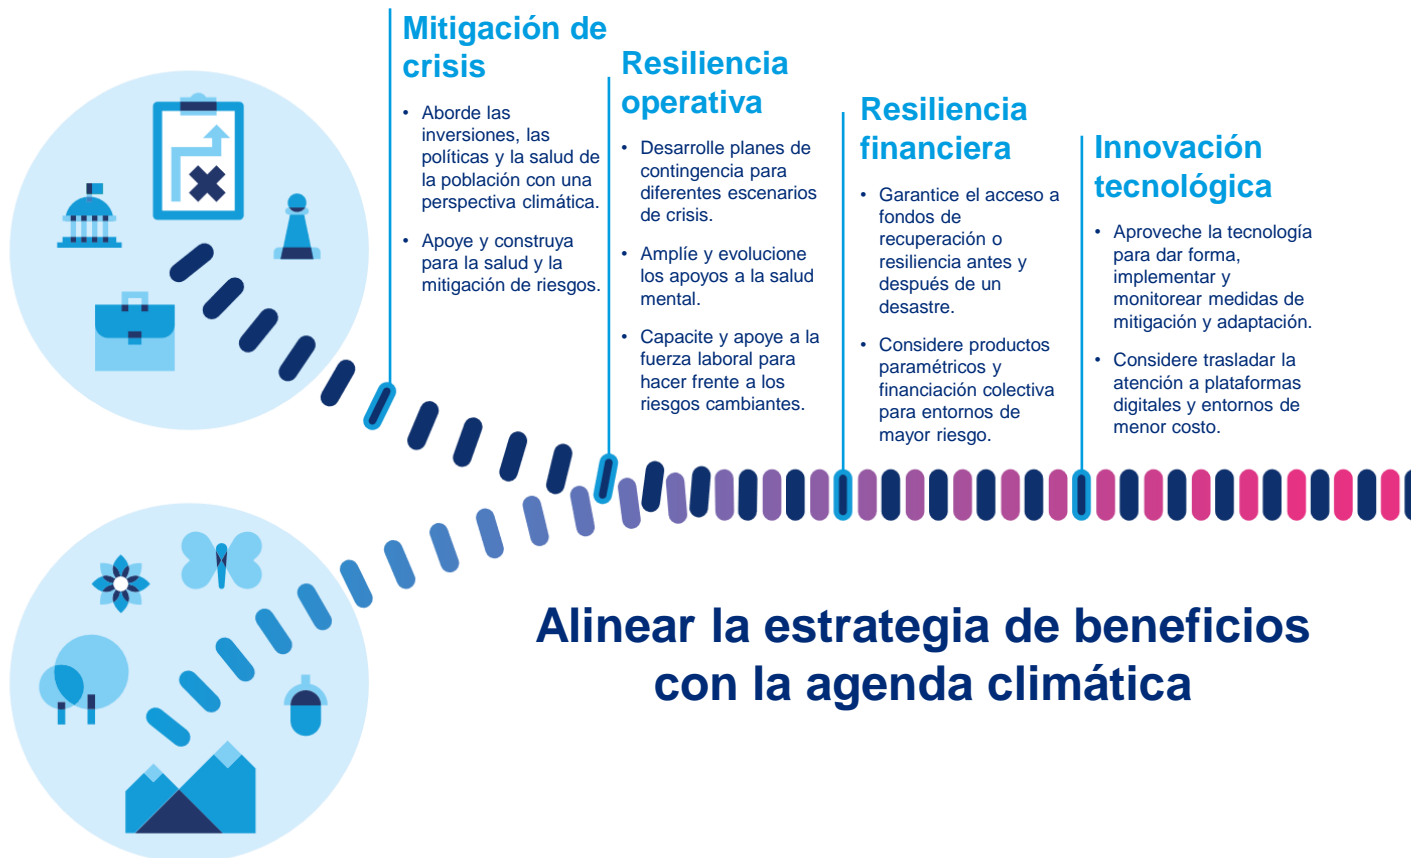 Mitigación de
crisis
• Aborde las
inversiones, las
políticas y la salud de
la población con una
perspectiva climática.
• Apoye y construya
para la salud y la
mitigación de riesgos.
Resiliencia
operativa
• Desarrolle planes de
contingencia para
diferentes escenarios
de crisis.
• Amplíe y evolucione
los apoyos a la salud
mental.
• Capacite y apoye a la
fuerza laboral para
hacer frente a los
riesgos cambiantes.
Resiliencia
financiera
• Garantice el acceso a
fondos de
recuperación o
resiliencia antes y
después de un
desastre.
• Considere productos
paramétricos y
financiación colectiva
para entornos de
mayor riesgo.
Innovación
tecnológica
• Aproveche la tecnología
para dar forma,
implementar y
monitorear medidas de
mitigación y adaptación.
• Considere trasladar la
atención a plataformas
digitales y entornos de
menor costo.
Alinear la estrategia de beneficios
con la agenda climática